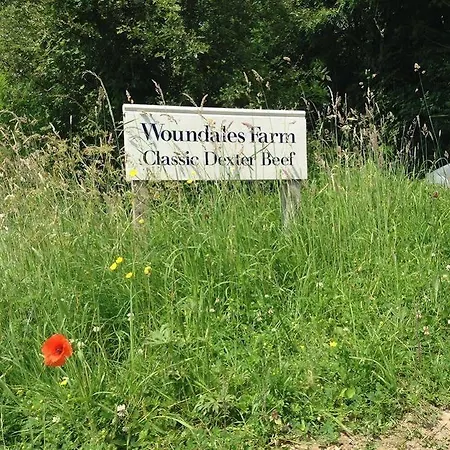 Woundales Farm
Classic Dexter Beef